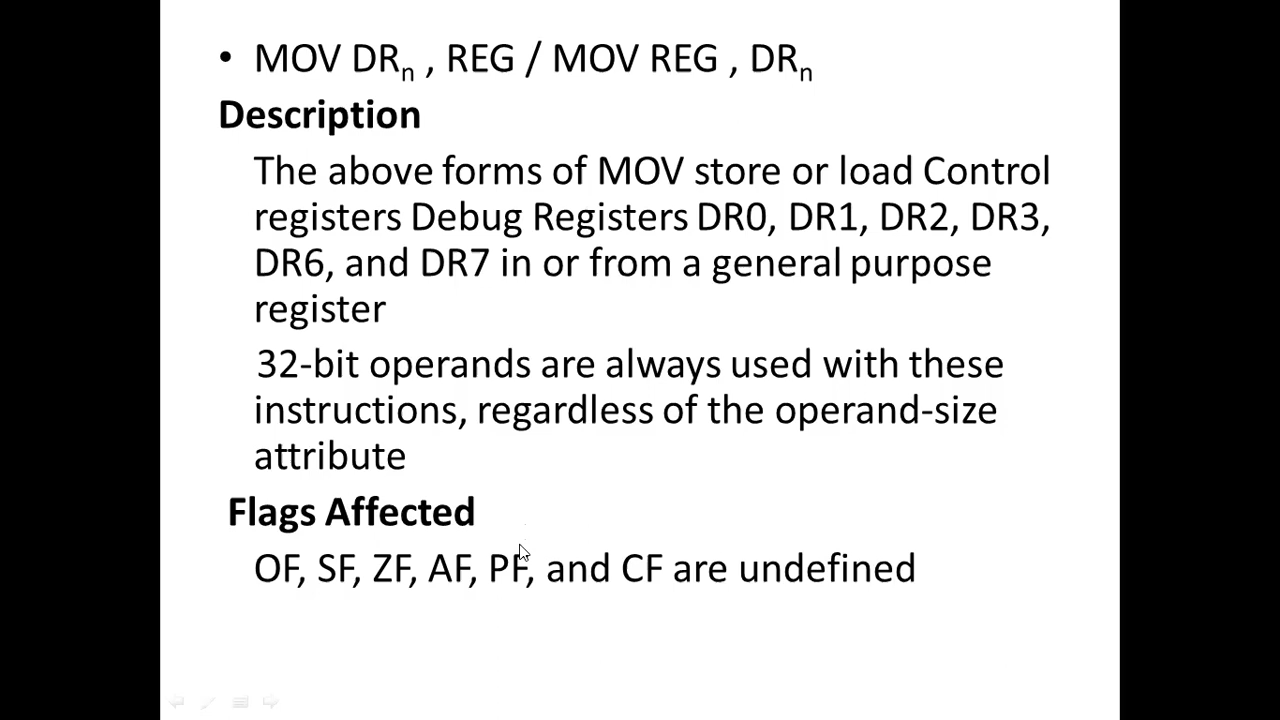 • MOV DRn , REG / MOV REG , DRn
Description
The above forms of MOV store or load Control
registers Debug Registers DR0, DR1, DR2, DR3,
DR6, and DR7 in or from a general purpose
register
32-bit operands are always used with these
instructions, regardless of the operand-size
attribute
Flags Affected
OF, SF, ZF, AF, PF, and CF are undefined